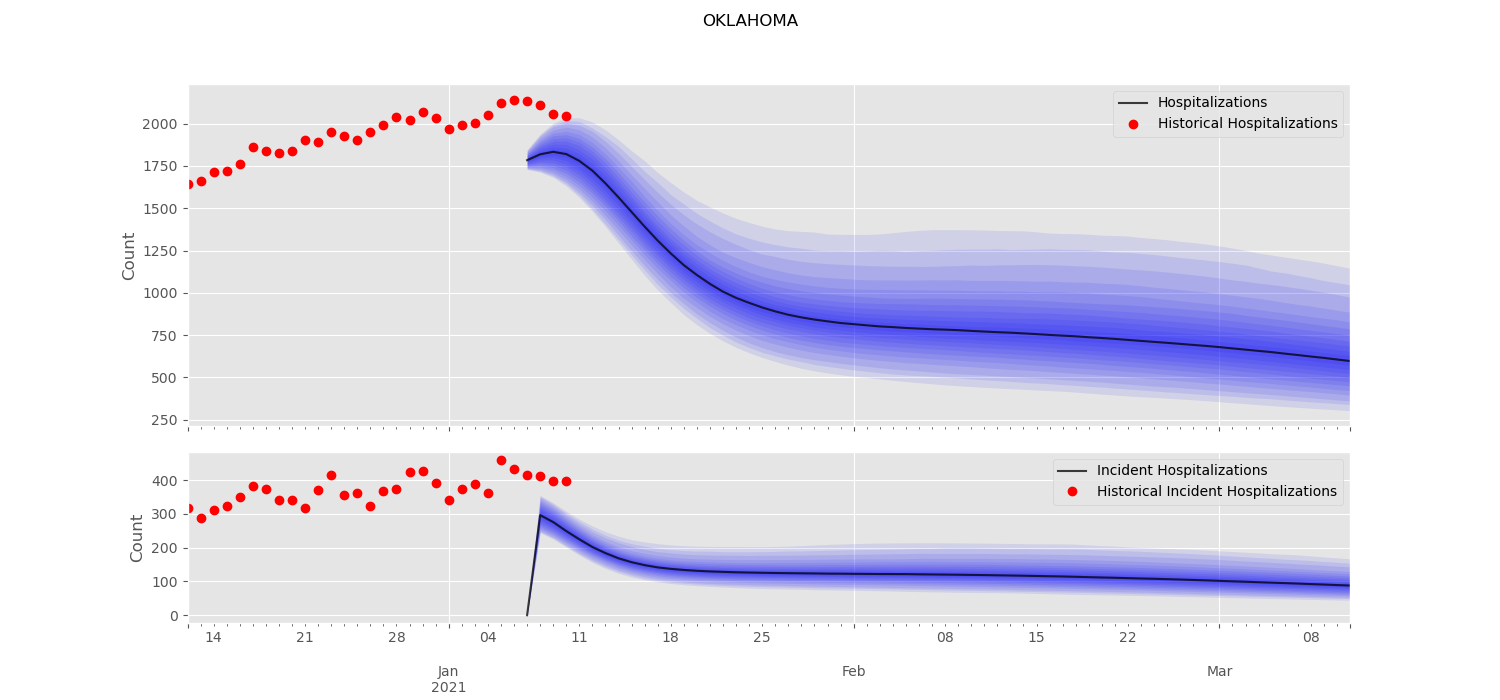 OKLAHOMA
Hospitalizations
Historical Hospitalizations
Count
2000
1750
1500
1250
1000
750
500
250
Incident Hospitalizations
Historical Incident Hospitalizations
Count
400
300
200
100
0
14 21 28 04 11 18 25 08 15 22 08
Jan Feb Mar
2021